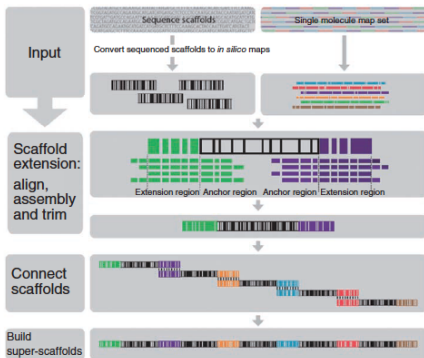 Input
Sequence scaffolds
Single molecule map set
Convert sequenced scaffolds to in silico maps
Scaffold
extension:
align,
assembly
and trim
Extension region
Anchor region
Anchor region
Extension region
Connect
scaffolds
Build
super-scaffolds